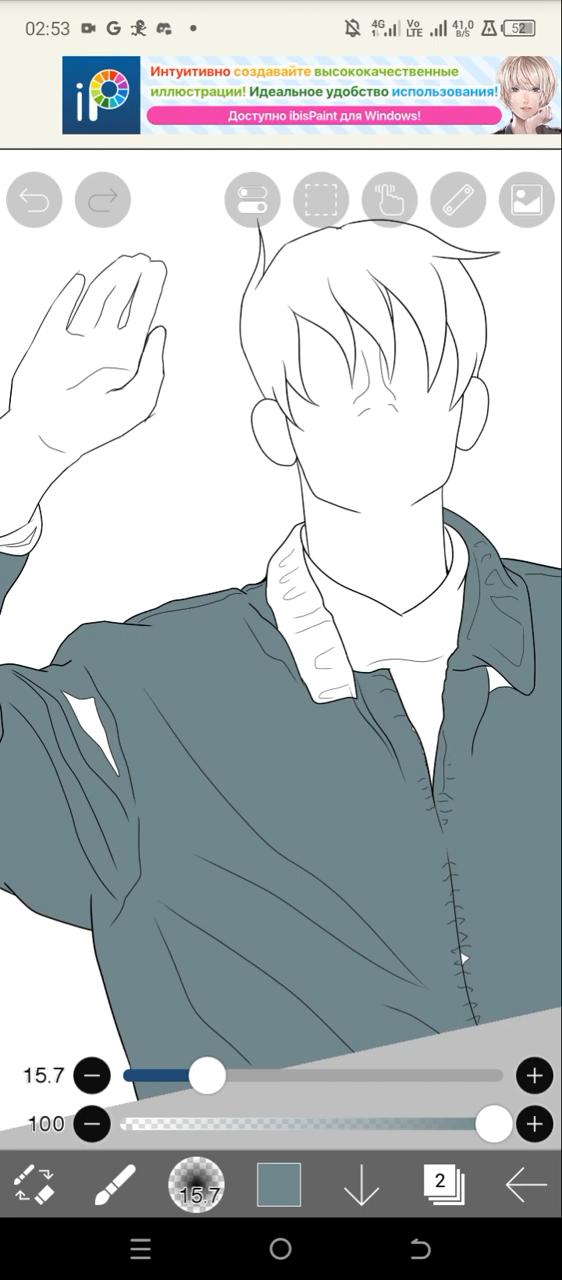 02:53 G 4G Vo LTE 41,0 B/S 52
iP
Интуитивно создавайте высококачественные
иллюстрации! Идеальное удобство использования!
Доступно ibisPaint для Windows!
15.7
100
15.7
2